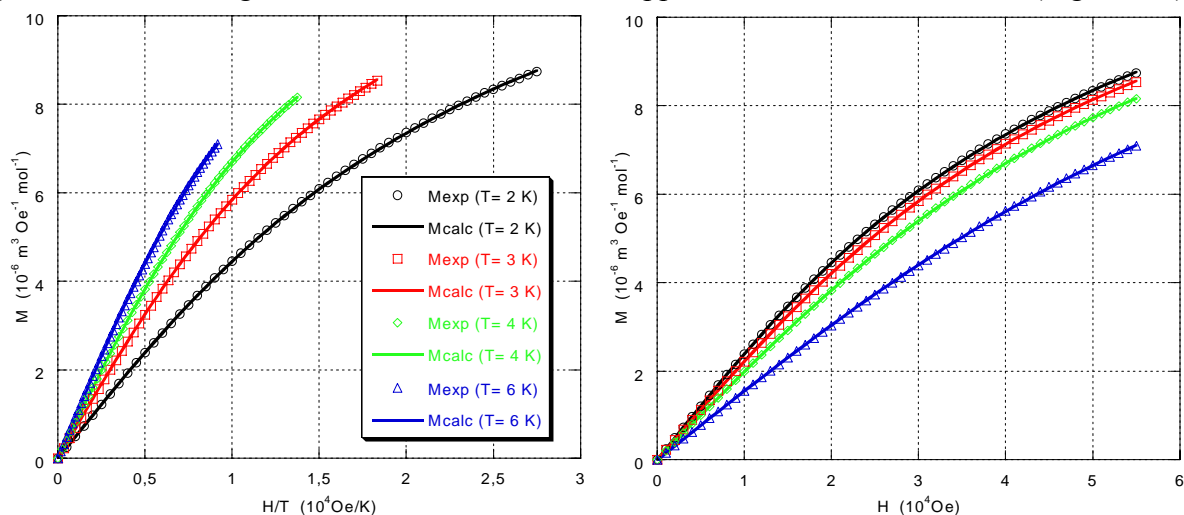 10
8
6
4
2
0
M (10⁻⁶ m³ Oe⁻¹ mol⁻¹)
0
0,5
1
1,5
2
2,5
3
H/T (10⁴Oe/K)
Mexp (T= 2 K)
Mcalc (T= 2 K)
Mexp (T= 3 K)
Mcalc (T= 3 K)
Mexp (T= 4 K)
Mcalc (T= 4 K)
Mexp (T= 6 K)
Mcalc (T= 6 K)
10
8
6
4
2
0
M (10⁻⁶ m³ Oe⁻¹ mol⁻¹)
0
1
2
3
4
5
6
H (10⁴Oe)